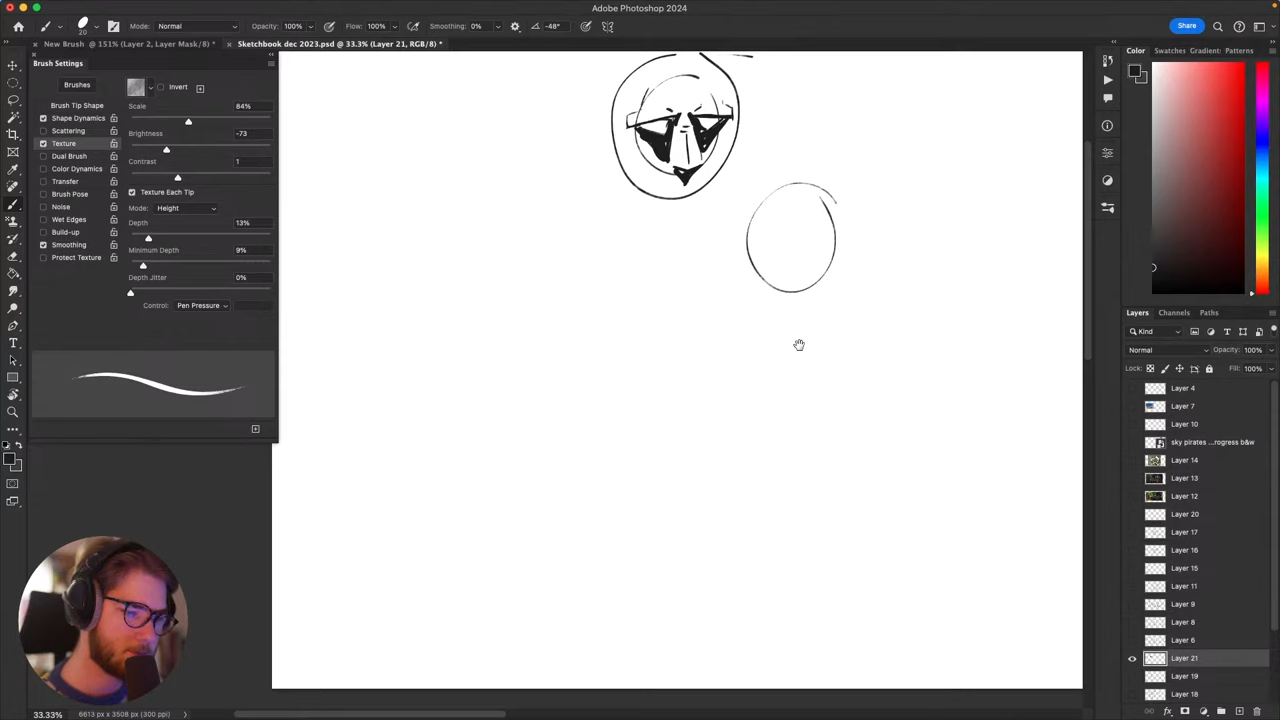 Adobe Photoshop 2024
20 Mode: Normal Opacity: 100% Flow: 100% Smoothing: 0% -48° Share
× New Brush @ 151% (Layer 2, Layer Mask/8) * × Sketchbook dec 2023.psd @ 33.3% (Layer 21, RGB/8) *
Brush Settings
Brushes
Invert
Brush Tip Shape
Shape Dynamics
Scattering
Texture
Dual Brush
Color Dynamics
Transfer
Brush Pose
Noise
Wet Edges
Build-up
Smoothing
Protect Texture
Scale 84%
Brightness -73
Contrast 1
Texture Each Tip
Mode: Height
Depth 13%
Minimum Depth 9%
Depth Jitter 0%
Control: Pen Pressure
Color Swatches Gradient: Patterns
Layers Channels Paths
Kind
Normal Opacity: 100%
Lock: Fill: 100%
Layer 4
Layer 7
Layer 10
sky pirates ...rogress b&w
Layer 14
Layer 13
Layer 12
Layer 20
Layer 17
Layer 16
Layer 15
Layer 11
Layer 9
Layer 8
Layer 6
Layer 21
Layer 19
Layer 18
33.33% 6613 px x 3508 px (300 ppi)